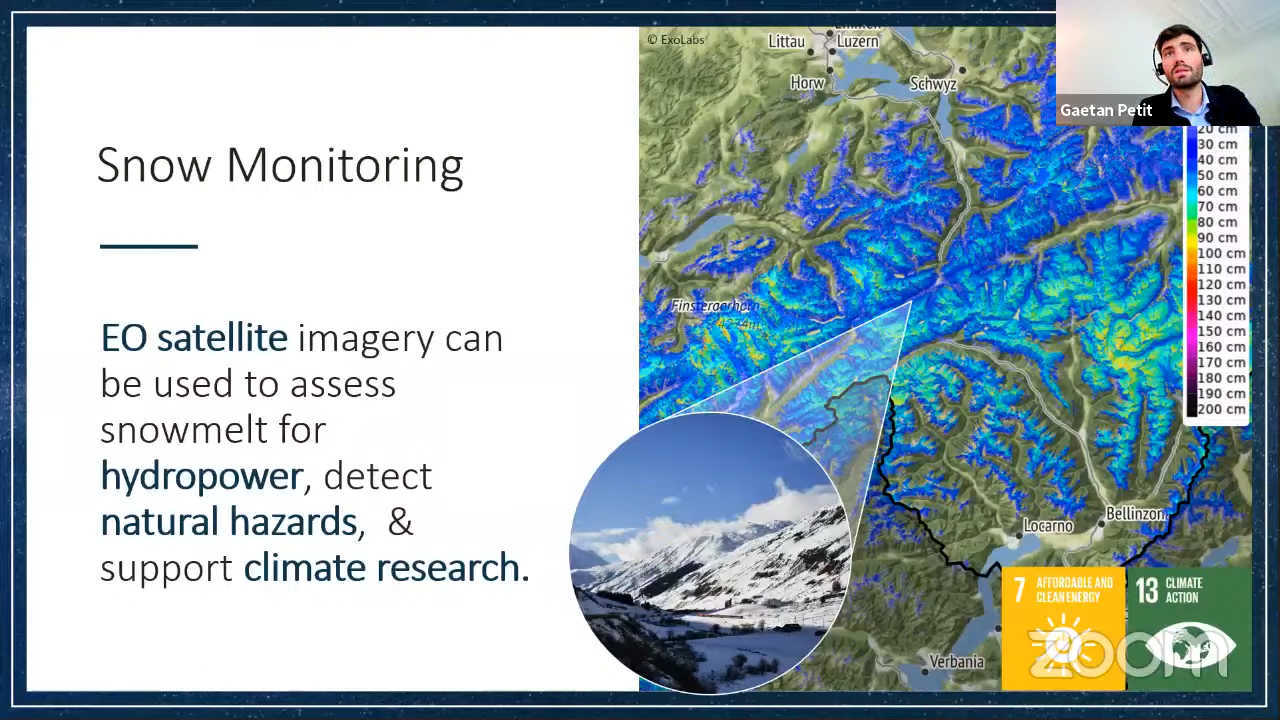 © ExoLabs
Littau
Luzern
Horw
Schwyz
Gaetan Petit
20 cm
30 cm
40 cm
50 cm
60 cm
70 cm
80 cm
90 cm
100 cm
110 cm
120 cm
130 cm
140 cm
150 cm
160 cm
170 cm
180 cm
190 cm
200 cm
Snow Monitoring
EO satellite imagery can
be used to assess
snowmelt for
hydropower, detect
natural hazards, &
support climate research.
Finsteraarhorn
Locarno
Bellinzon
Verbania
7 AFFORDABLE AND
CLEAN ENERGY
13 CLIMATE
ACTION
zoom